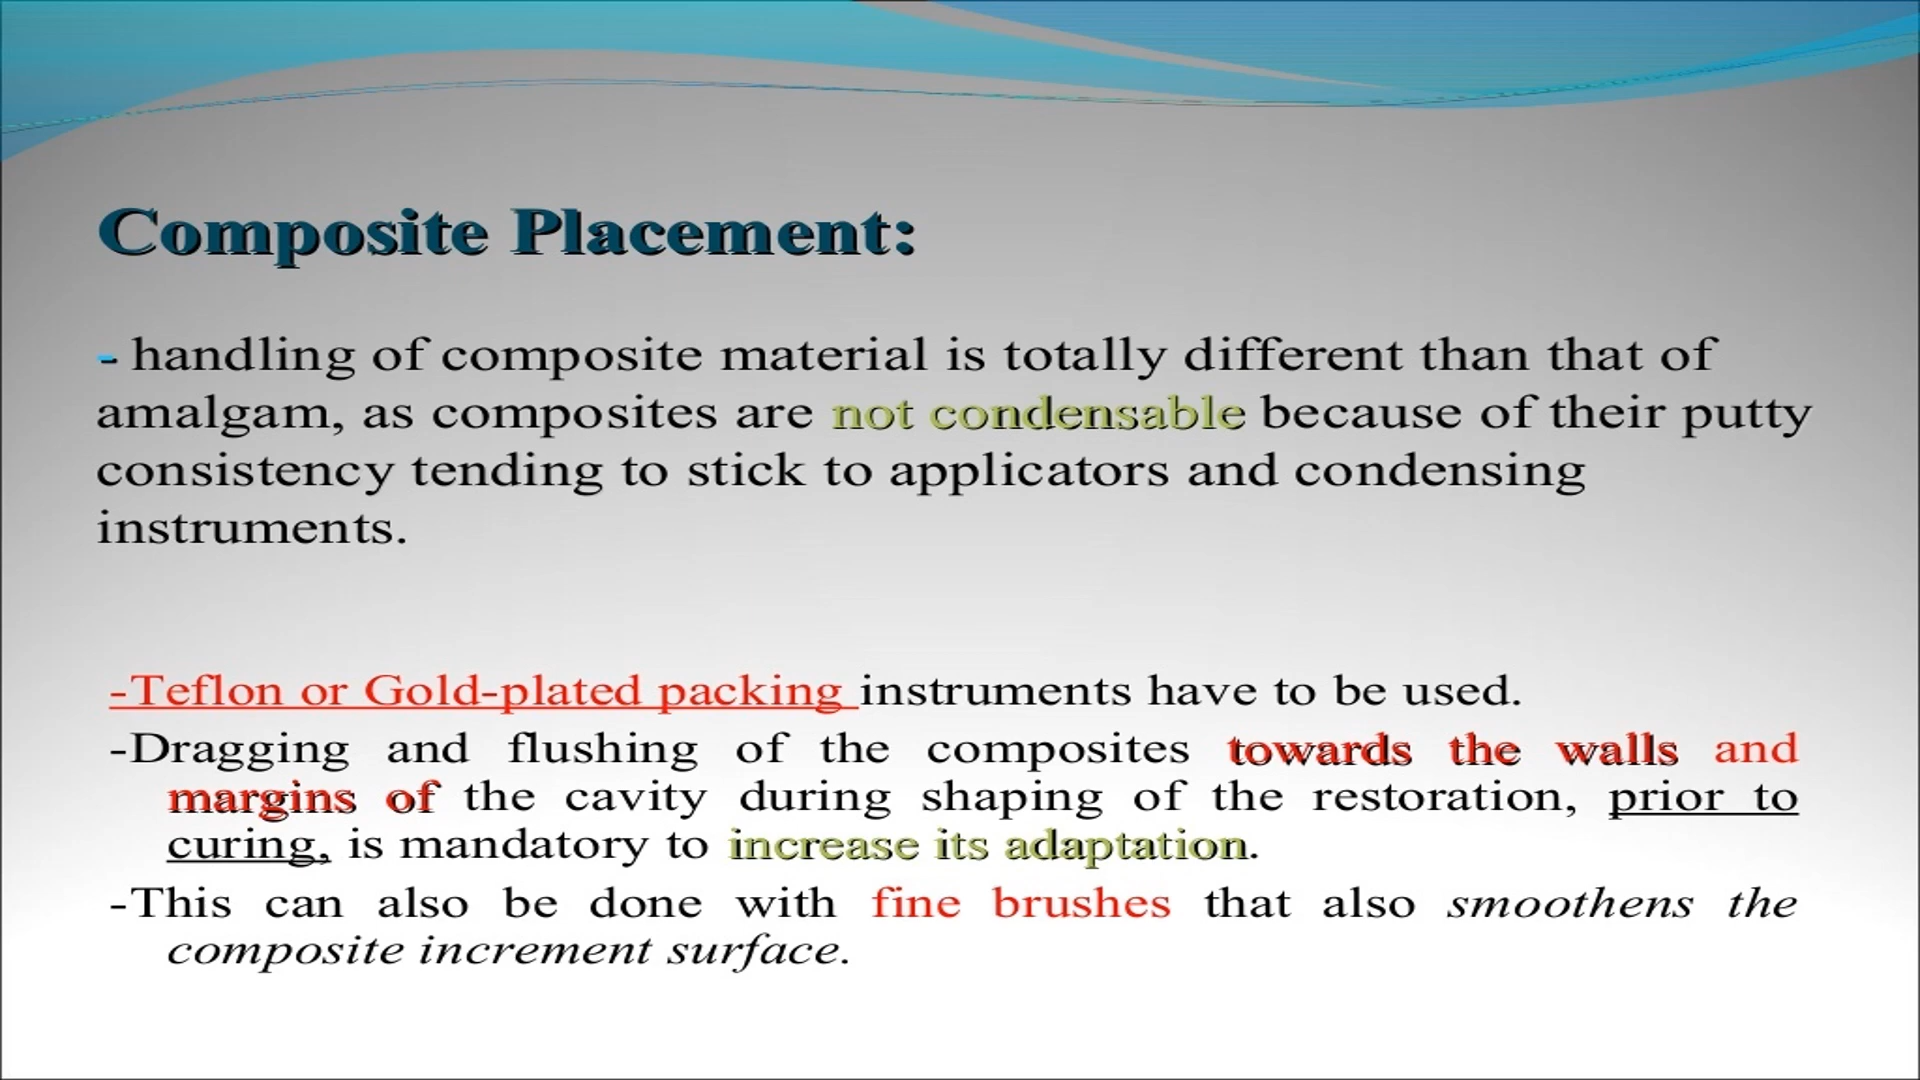 Composite Placement:
- handling of composite material is totally different than that of
amalgam, as composites are not condensable because of their putty
consistency tending to stick to applicators and condensing
instruments.
-Teflon or Gold-plated packing instruments have to be used.
-Dragging and flushing of the composites towards the walls and
margins of the cavity during shaping of the restoration, prior to
curing, is mandatory to increase its adaptation.
-This can also be done with fine brushes that also smoothens the
composite increment surface.